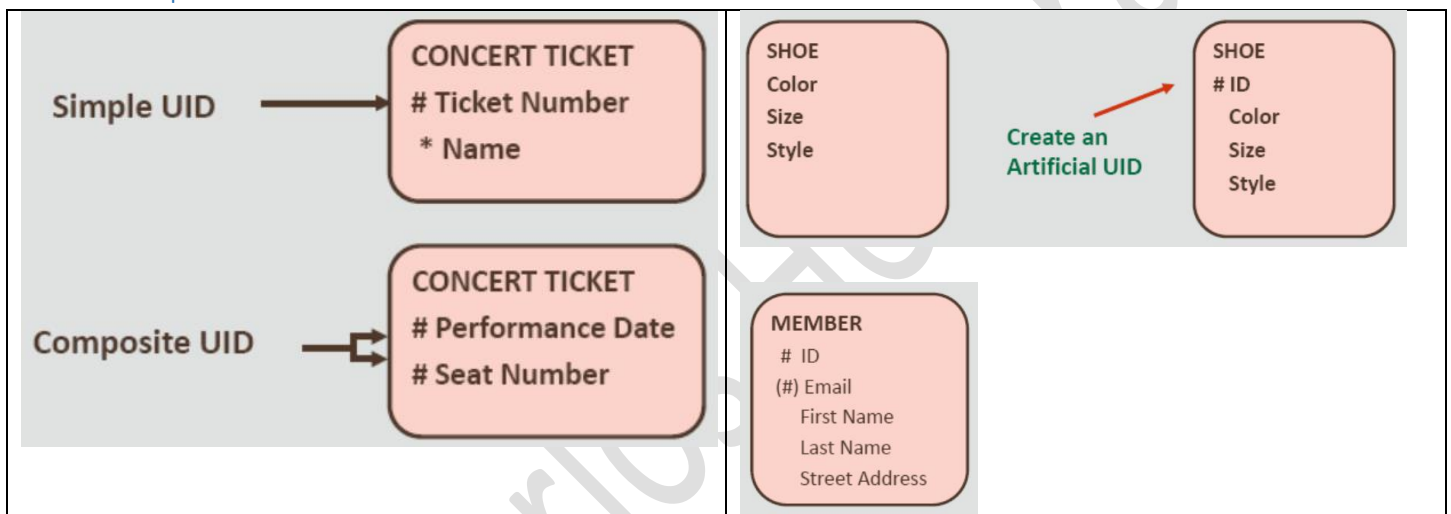 Simple UID
CONCERT TICKET
# Ticket Number
* Name
Composite UID
CONCERT TICKET
# Performance Date
# Seat Number
SHOE
Color
Size
Style
Create an
Artificial UID
SHOE
# ID
Color
Size
Style
MEMBER
# ID
(#) Email
First Name
Last Name
Street Address